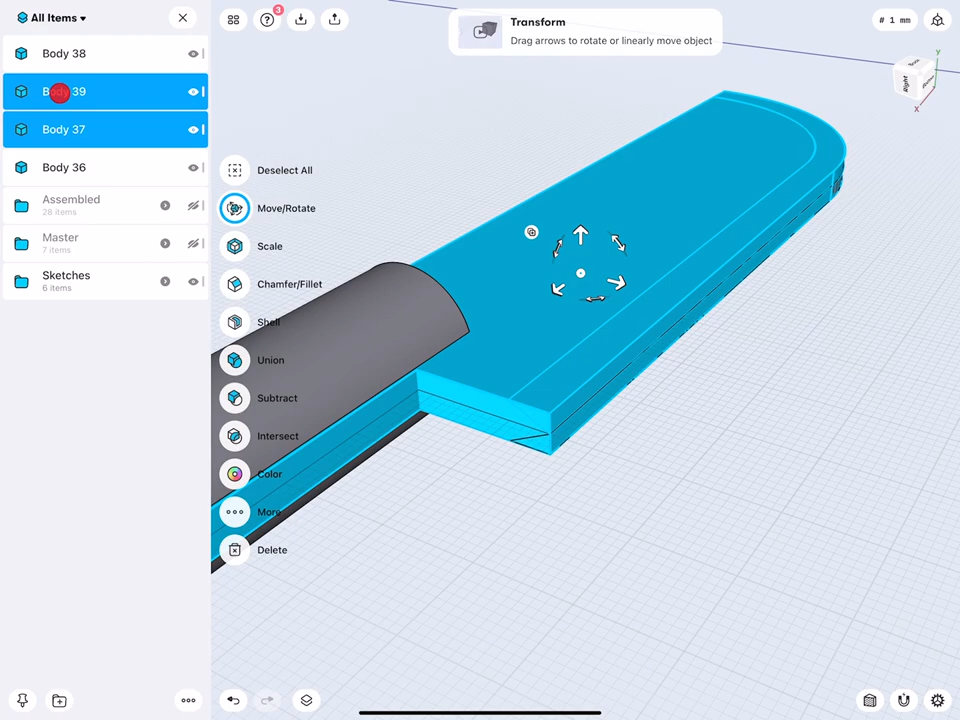 All Items ▾
Body 38
Body 39
Body 37
Body 36
Assembled
28 items
Master
7 items
Sketches
6 items
3
Transform
Drag arrows to rotate or linearly move object
# 1 mm
Y
Right
X
Deselect All
Move/Rotate
Scale
Chamfer/Fillet
Shell
Union
Subtract
Intersect
Color
More
Delete